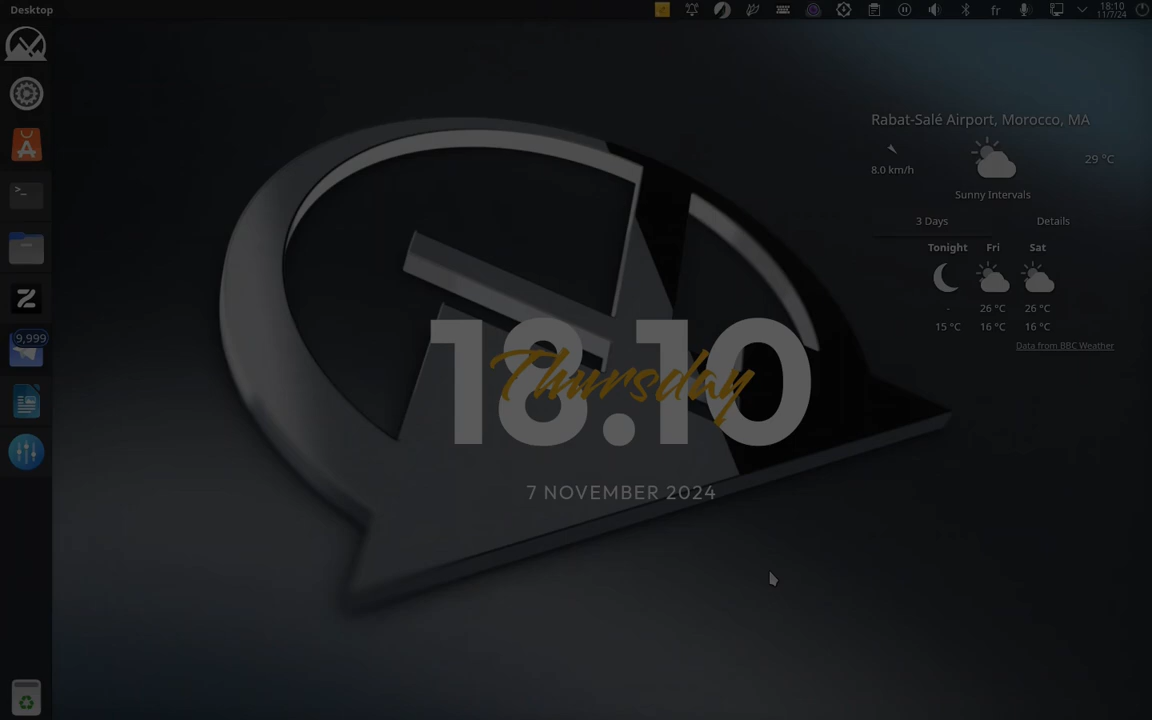 Desktop
fr
18:10
11/7/24
Rabat-Salé Airport, Morocco, MA
8.0 km/h
29 °C
Sunny Intervals
3 Days
Details
Tonight Fri Sat
- 26 °C 26 °C
15 °C 16 °C 16 °C
Data from BBC Weather
9,999
18.10
Thursday
7 NOVEMBER 2024